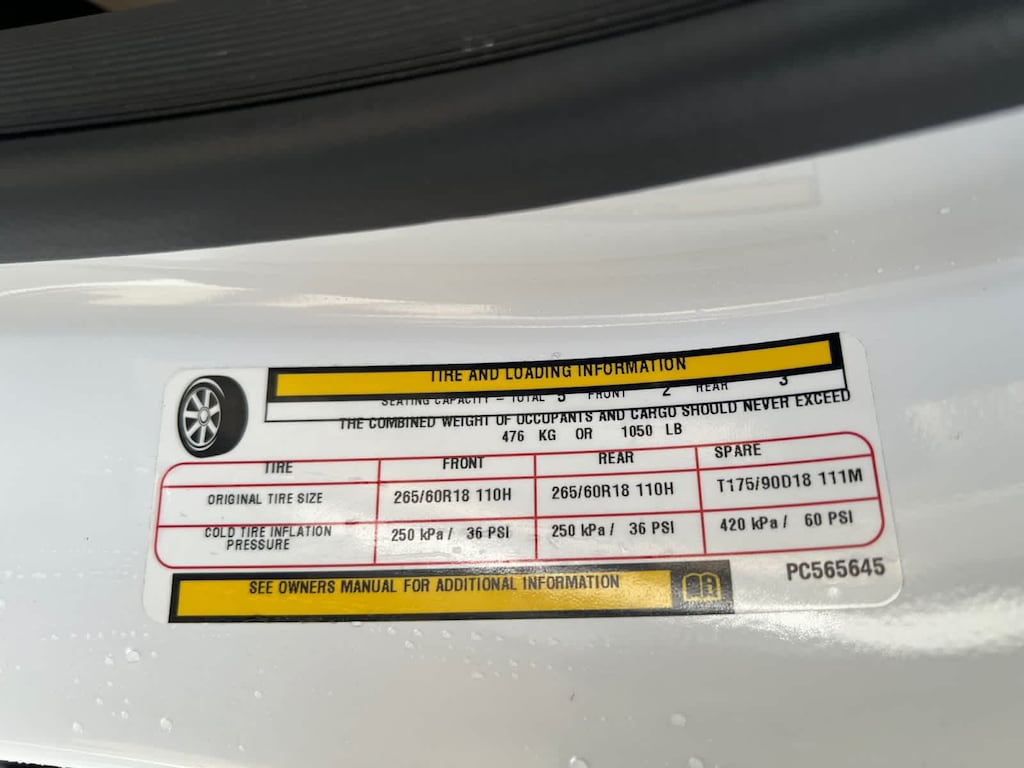 TIRE AND LOADING INFORMATION
SEATING CAPACITY – TOTAL 5 FRONT 2 REAR 3
THE COMBINED WEIGHT OF OCCUPANTS AND CARGO SHOULD NEVER EXCEED
476 KG OR 1050 LB
TIRE FRONT REAR SPARE
ORIGINAL TIRE SIZE 265/60R18 110H 265/60R18 110H T175/90D18 111M
COLD TIRE INFLATION PRESSURE 250 kPa / 36 PSI 250 kPa / 36 PSI 420 kPa / 60 PSI
SEE OWNERS MANUAL FOR ADDITIONAL INFORMATION
PC565645